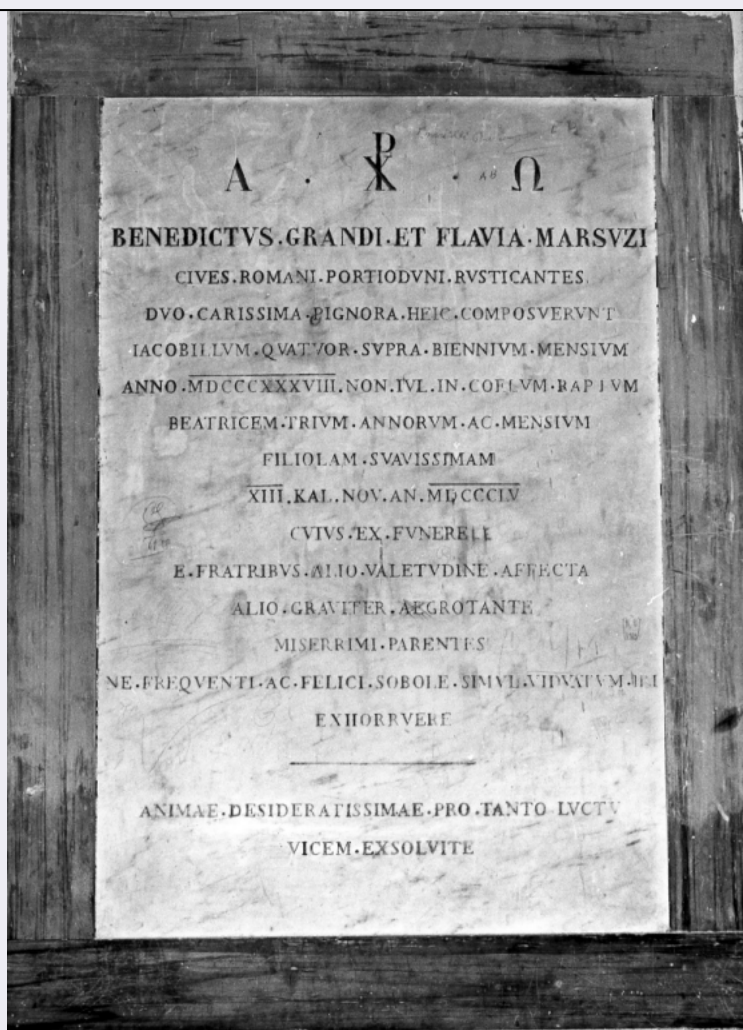 Α · ☧ · Ω
BENEDICTVS·GRANDI·ET FLAVIA·MARSVZI
CIVES·ROMANI·PORTIODVNI·RVSTICANTES
DVO·CARISSIMA·PIGNORA·HEIC·COMPOSVERVNT
IACOBILLVM·QVATVOR·SVPRA·BIENNIVM·MENSIVM
ANNO·MDCCCXXXVIII·NON·IVL·IN·COELVM·RAPTVM
BEATRICEM·TRIVM·ANNORVM·AC·MENSIVM
FILIOLAM·SVAVISSIMAM
XIII·KAL·NOV·AN·MDCCCLV
CVIVS·EX·FVNERE
E·FRATRIBVS·ALIO·VALETVDINE·AFFECTA
ALIO·GRAVITER·AEGROTANTE
MISERRIMI·PARENTES
NE·FREQVENTI·AC·FELICI·SOBOLE·SIMVL·VIDVATVM
EXHORRVERE
ANIMAE·DESIDERATISSIMAE·PRO·TANTO·LVCTV
VICEM·EXSOLVITE